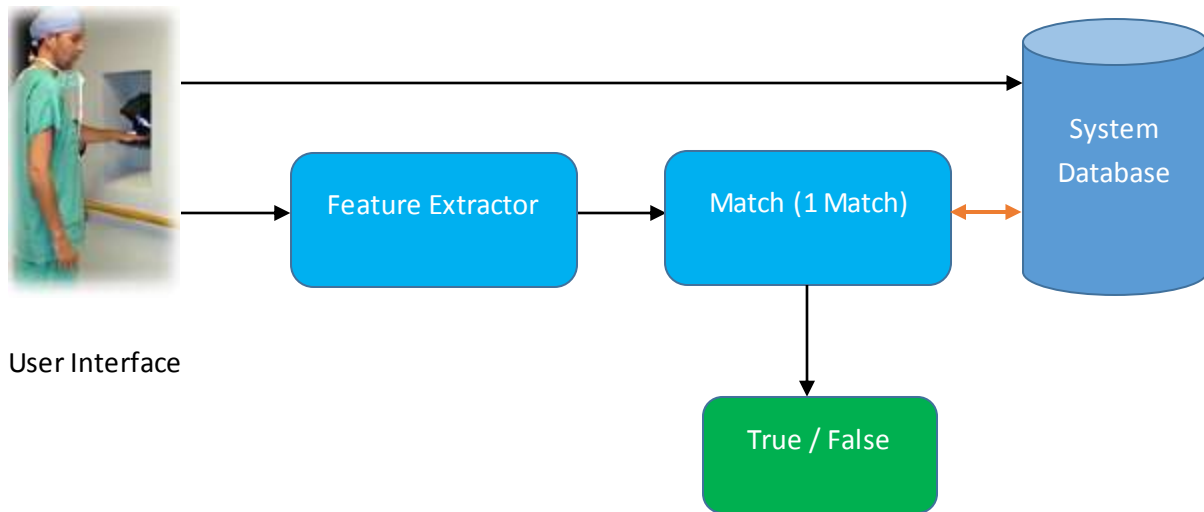 System
Database
Feature Extractor
Match (1 Match)
User Interface
True / False